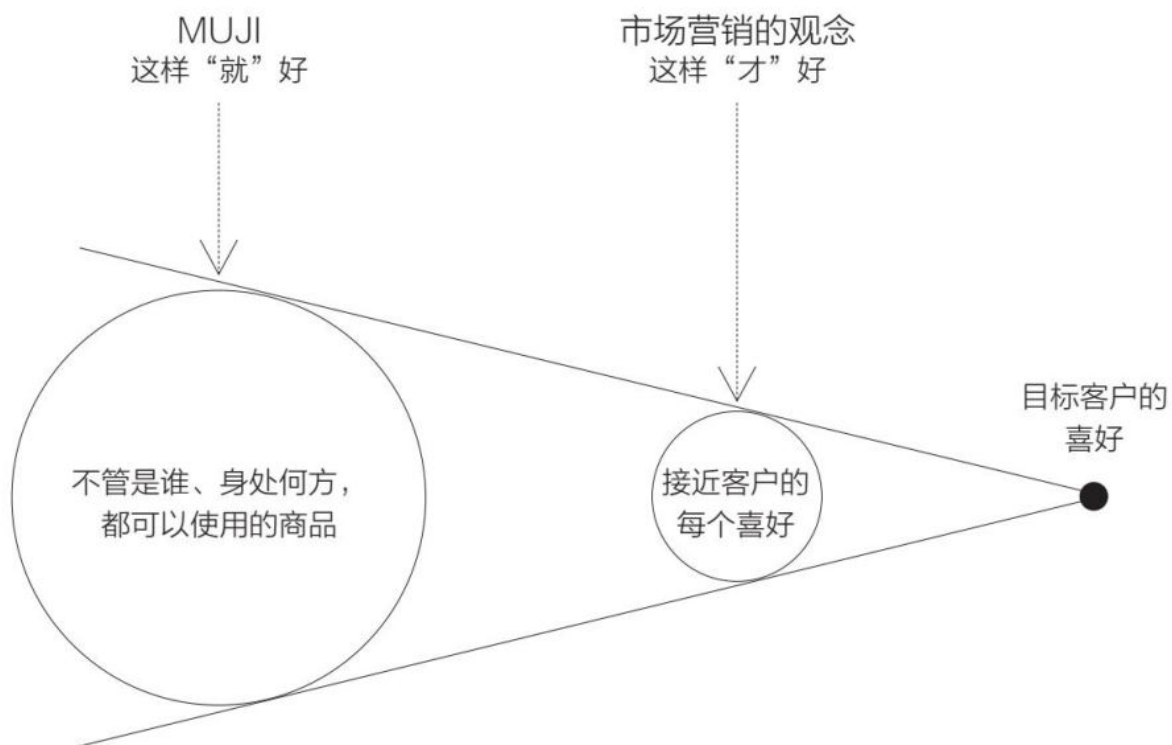 MUJI
这样“就”好
市场营销的观念
这样“才”好
目标客户的
喜好
不管是谁、身处何方，
都可以使用的商品
接近客户的
每个喜好